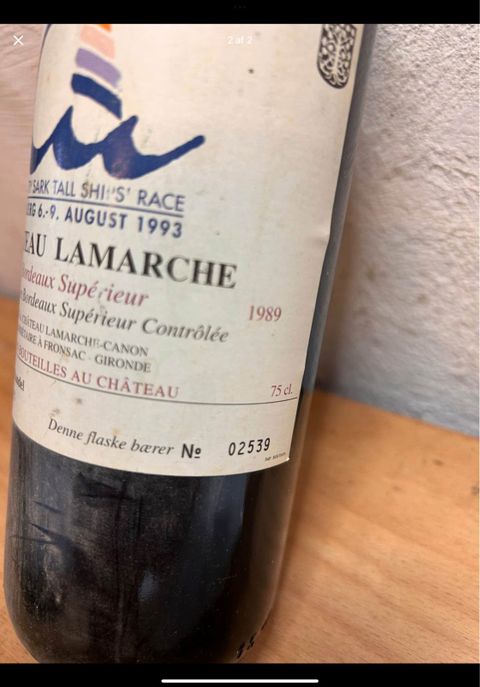 2 of 2
SARK TALL SHIPS' RACE
6.-9. AUGUST 1993
LAMARCHE
Bordeaux Supérieur
1989
Bordeaux Supérieur Contrôlée
CHÂTEAU LAMARCHE-CANON
À FRONSAC - GIRONDE
BOUTEILLES AU CHÂTEAU
75 cl.
Denne flaske bærer № 02539